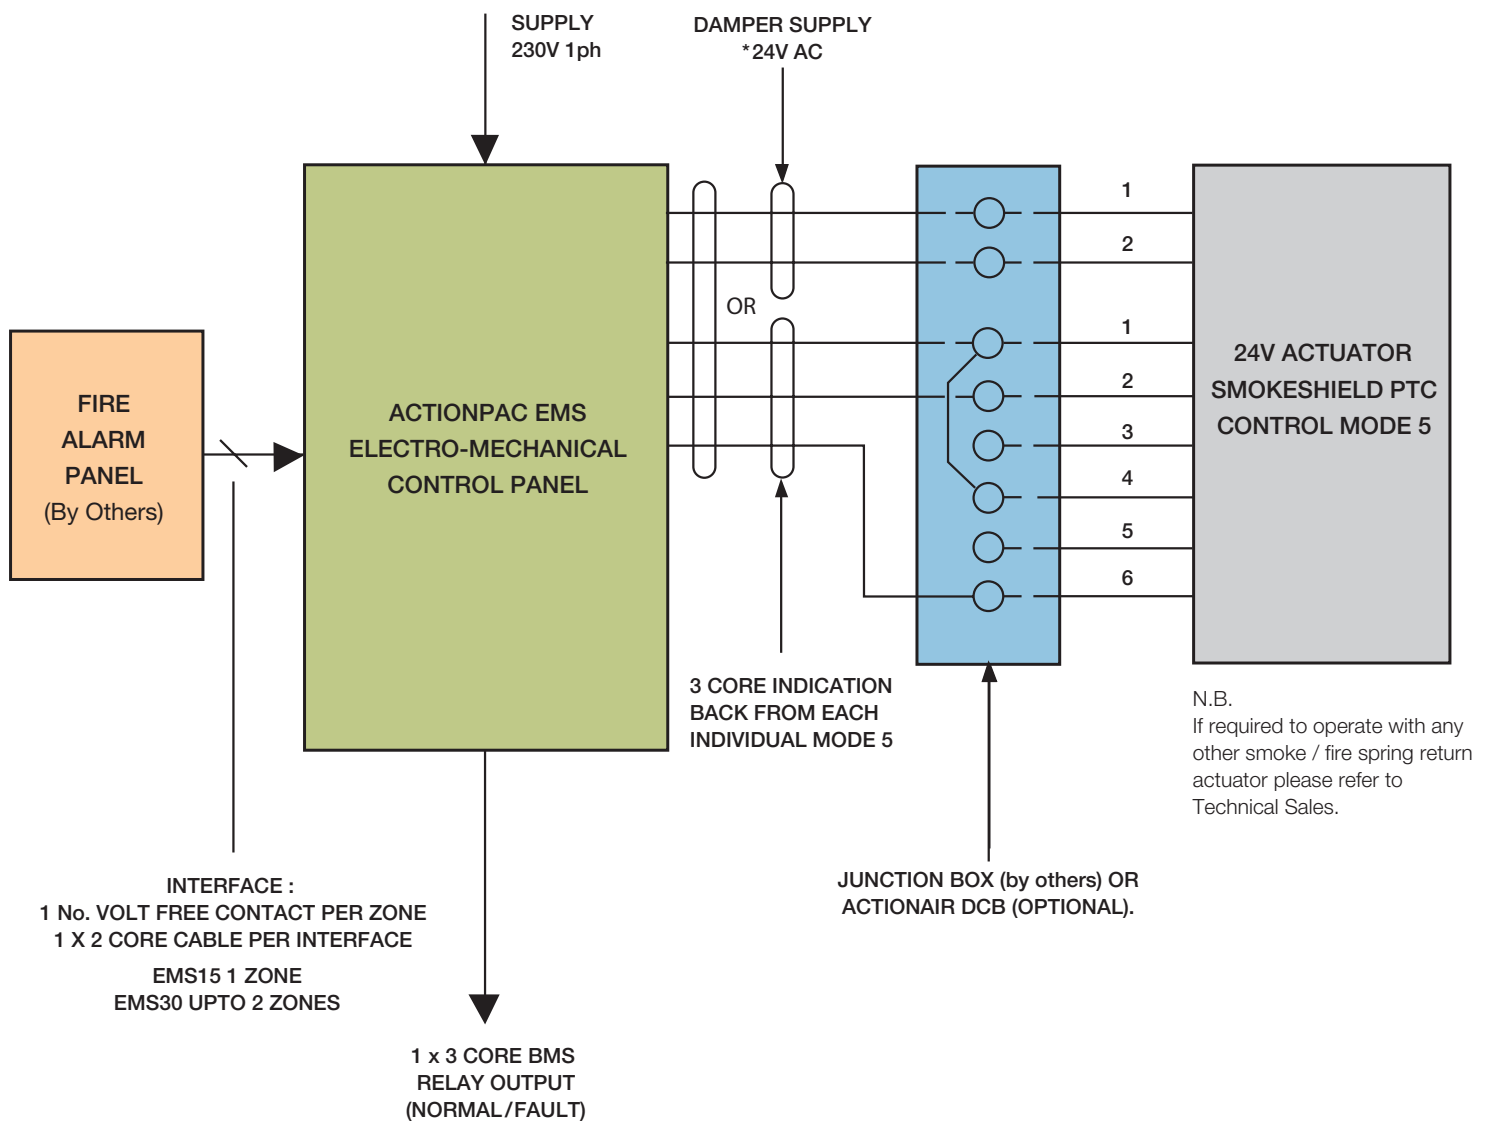 SUPPLY
230V 1ph
DAMPER SUPPLY
*24V AC
OR
1
2
1
2
3
4
5
6
FIRE
ALARM
PANEL
(By Others)
ACTIONPAC EMS
ELECTRO-MECHANICAL
CONTROL PANEL
24V ACTUATOR
SMOKESHIELD PTC
CONTROL MODE 5
3 CORE INDICATION
BACK FROM EACH
INDIVIDUAL MODE 5
N.B.
If required to operate with any
other smoke / fire spring return
actuator please refer to
Technical Sales.
JUNCTION BOX (by others) OR
ACTIONAIR DCB (OPTIONAL).
INTERFACE :
1 No. VOLT FREE CONTACT PER ZONE
1 X 2 CORE CABLE PER INTERFACE
EMS15 1 ZONE
EMS30 UPTO 2 ZONES
1 x 3 CORE BMS
RELAY OUTPUT
(NORMAL/FAULT)